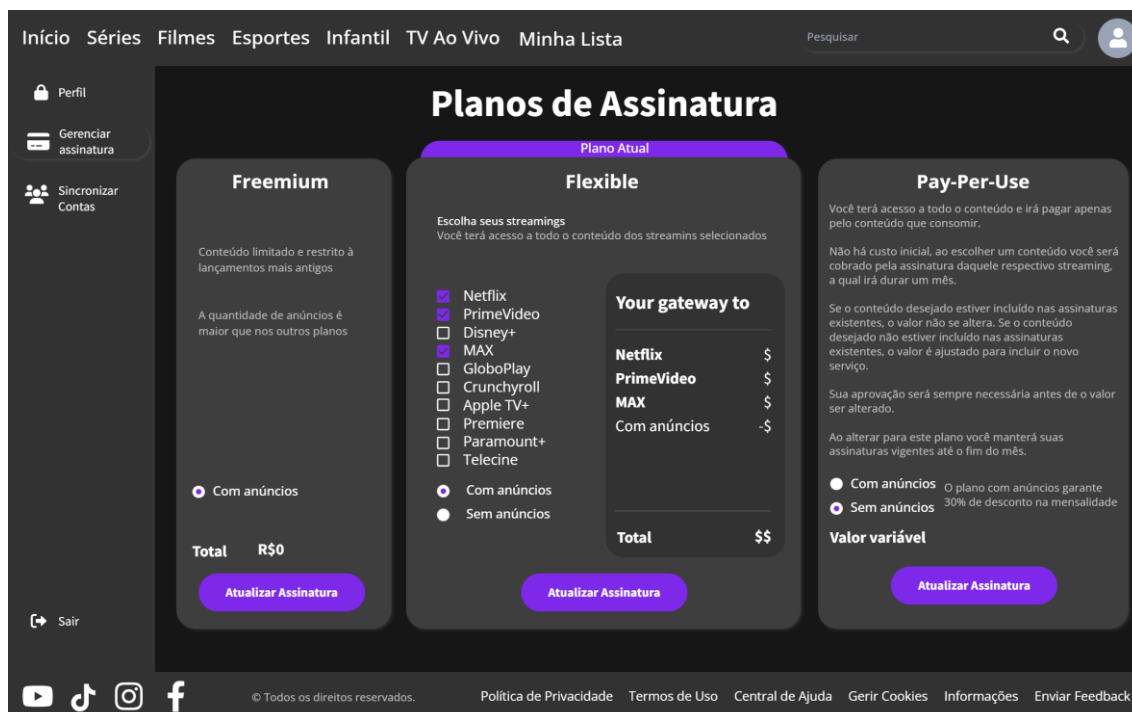 Início Séries Filmes Esportes Infantil TV Ao Vivo Minha Lista
Pesquisar
Perfil
Gerenciar
assinatura
Sincronizar
Contas
Sair
Planos de Assinatura
Freemium
Conteúdo limitado e restrito à
lançamentos mais antigos
A quantidade de anúncios é
maior que nos outros planos
Com anúncios
Total R$0
Atualizar Assinatura
Plano Atual
Flexible
Escolha seus streamings
Você terá acesso a todo o conteúdo dos streamins selecionados
Netflix
PrimeVideo
Disney+
MAX
GloboPlay
Crunchyroll
Apple TV+
Premiere
Paramount+
Telecine
Com anúncios
Sem anúncios
Your gateway to
Netflix $
PrimeVideo $
MAX $
Com anúncios -$
Total $$
Atualizar Assinatura
Pay-Per-Use
Você terá acesso a todo o conteúdo e irá pagar apenas
pelo conteúdo que consomir.
Não há custo inicial, ao escolher um conteúdo você será
cobrado pela assinatura daquele respectivo streaming,
a qual irá durar um mês.
Se o conteúdo desejado estiver incluído nas assinaturas
existentes, o valor não se altera. Se o conteúdo
desejado não estiver incluído nas assinaturas
existentes, o valor é ajustado para incluir o novo
serviço.
Sua aprovação será sempre necessária antes de o valor
ser alterado.
Ao alterar para este plano você manterá suas
assinaturas vigentes até o fim do mês.
Com anúncios
Sem anúncios
O plano com anúncios garante
30% de desconto na mensalidade
Valor variável
Atualizar Assinatura
© Todos os direitos reservados.
Política de Privacidade Termos de Uso Central de Ajuda Gerir Cookies Informações Enviar Feedback